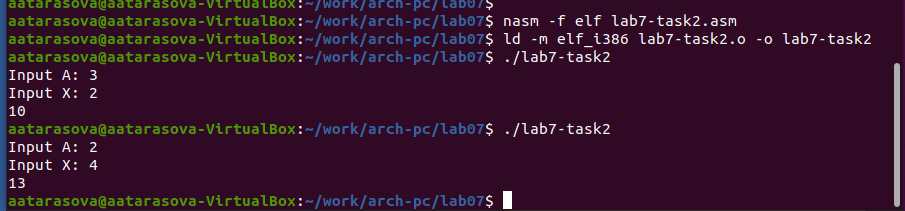 aatarasova@aatarasova-VirtualBox:~/work/arch-pc/lab07$
aatarasova@aatarasova-VirtualBox:~/work/arch-pc/lab07$ nasm -f elf lab7-task2.asm
aatarasova@aatarasova-VirtualBox:~/work/arch-pc/lab07$ ld -m elf_i386 lab7-task2.o -o lab7-task2
aatarasova@aatarasova-VirtualBox:~/work/arch-pc/lab07$ ./lab7-task2
Input A: 3
Input X: 2
10
aatarasova@aatarasova-VirtualBox:~/work/arch-pc/lab07$ ./lab7-task2
Input A: 2
Input X: 4
13
aatarasova@aatarasova-VirtualBox:~/work/arch-pc/lab07$